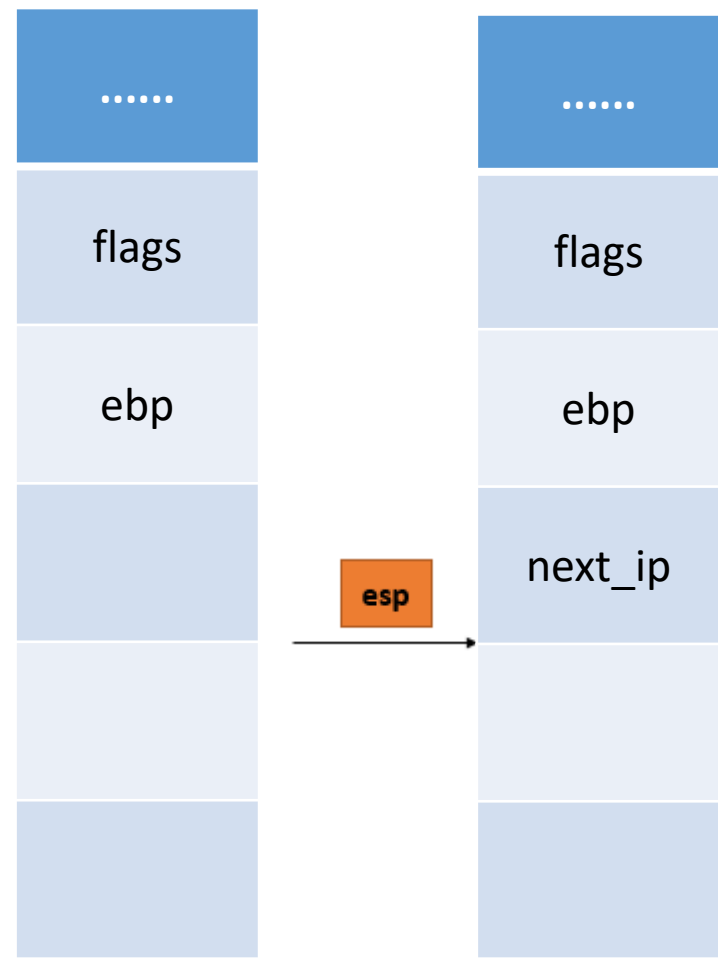 ......
flags
ebp
esp
......
flags
ebp
next_ip